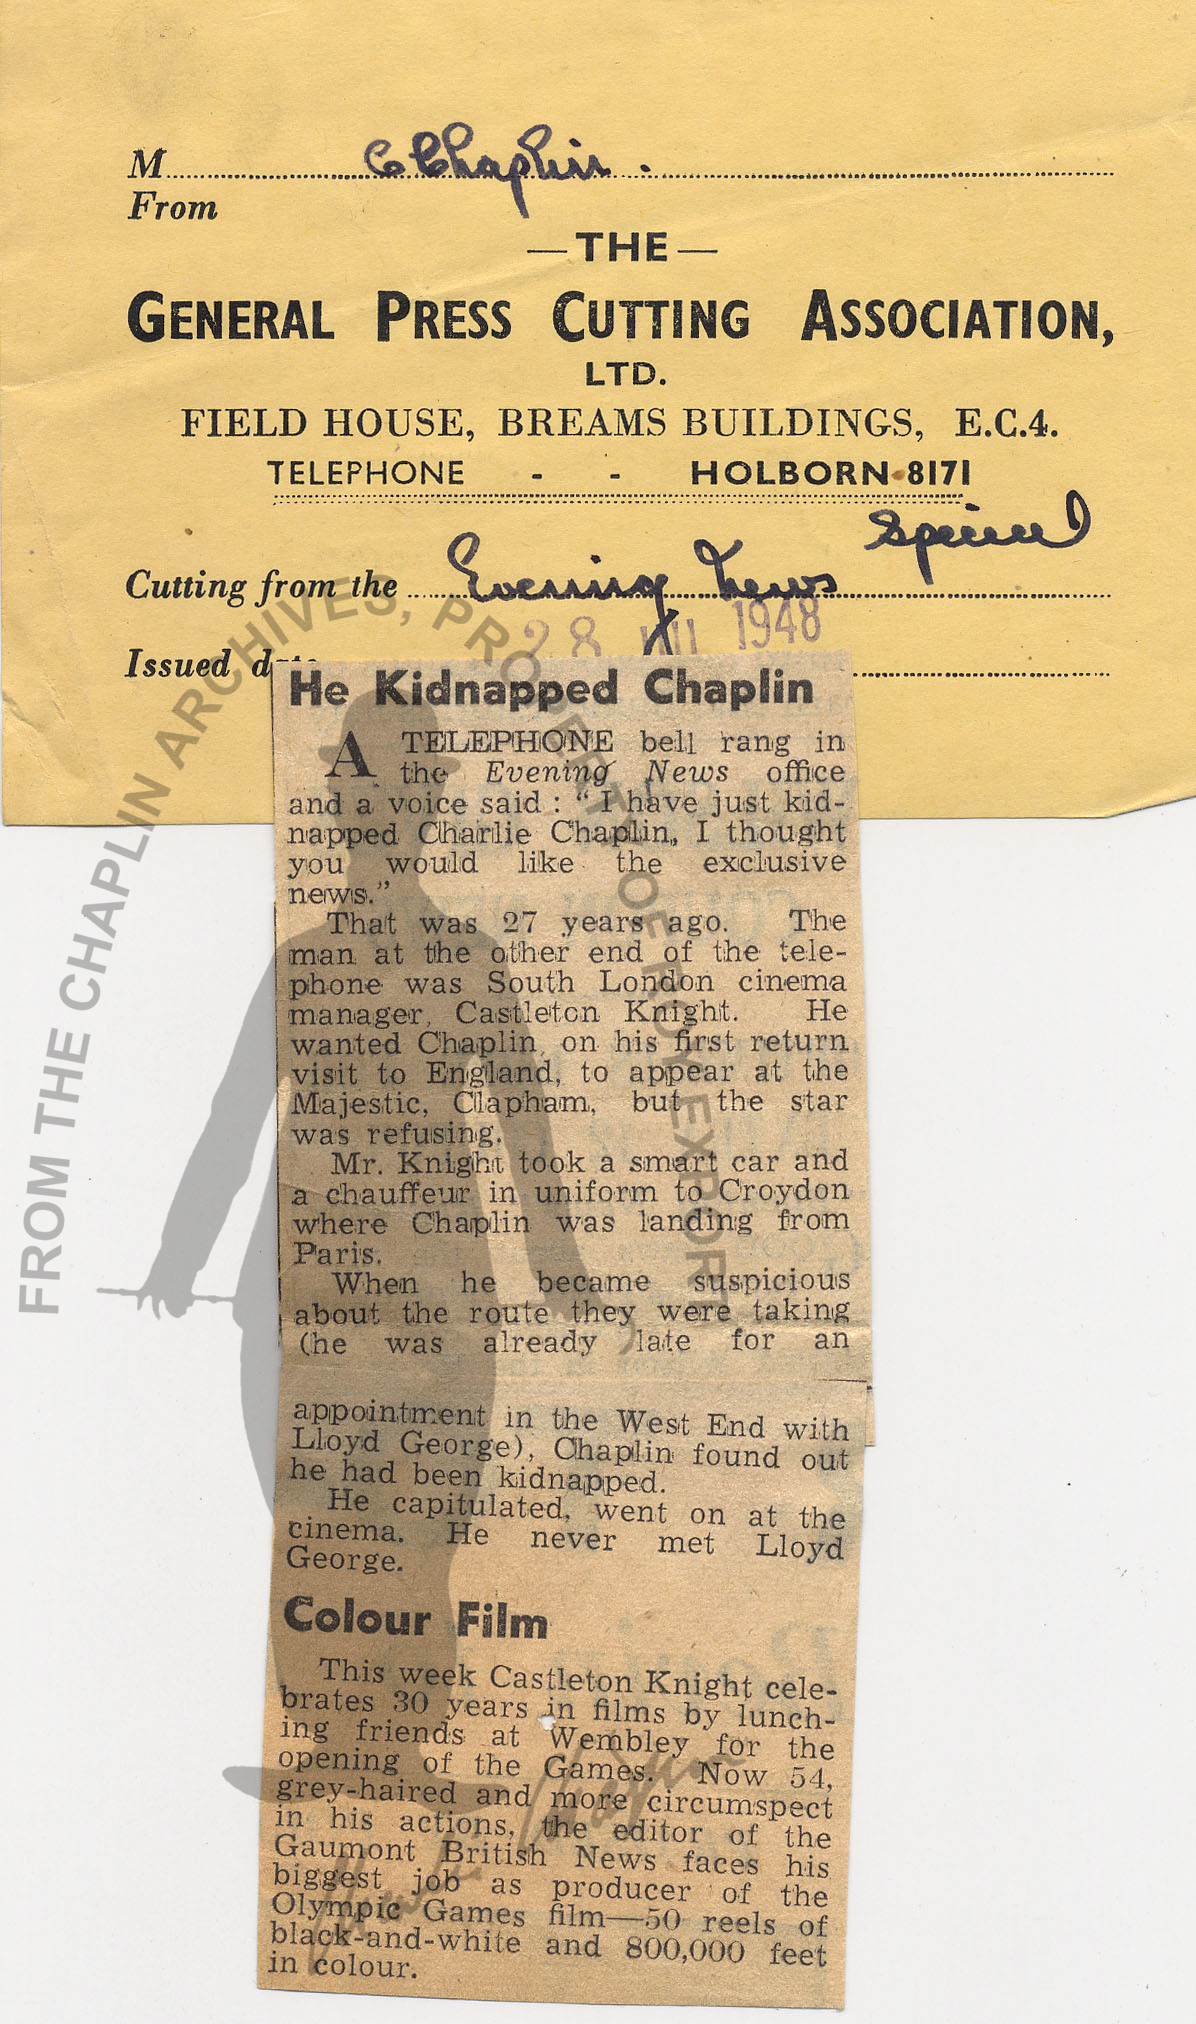 M C Chaplin.
From
— THE —
GENERAL PRESS CUTTING ASSOCIATION,
LTD.
FIELD HOUSE, BREAMS BUILDINGS, E.C.4.
TELEPHONE - - HOLBORN 8171
Cutting from the Evening News
Issued
28 JUL 1948
He Kidnapped Chaplin
A TELEPHONE bell rang in
the Evening News office
and a voice said : “ I have just kid-
napped Charlie Chaplin, I thought
you would like the exclusive
news.”
That was 27 years ago. The
man at the other end of the tele-
phone was South London cinema
manager, Castleton Knight. He
wanted Chaplin, on his first return
visit to England, to appear at the
Majestic, Clapham, but the star
was refusing.
Mr. Knight took a smart car and
a chauffeur in uniform to Croydon
where Chaplin was landing from
Paris.
When he became suspicious
about the route they were taking
(he was already late for an
appointment in the West End with
Lloyd George), Chaplin found out
he had been kidnapped.
He capitulated, went on at the
cinema. He never met Lloyd
George.
Colour Film
This week Castleton Knight cele-
brates 30 years in films by lunch-
ing friends at Wembley for the
opening of the Games. Now 54,
grey-haired and more circumspect
in his actions, the editor of the
Gaumont British News faces his
biggest job as producer of the
Olympic Games film—50 reels of
black-and-white and 800,000 feet
in colour.
FROM THE CHAPLIN ARCHIVES, PROPERTY OF ROY EXPORT